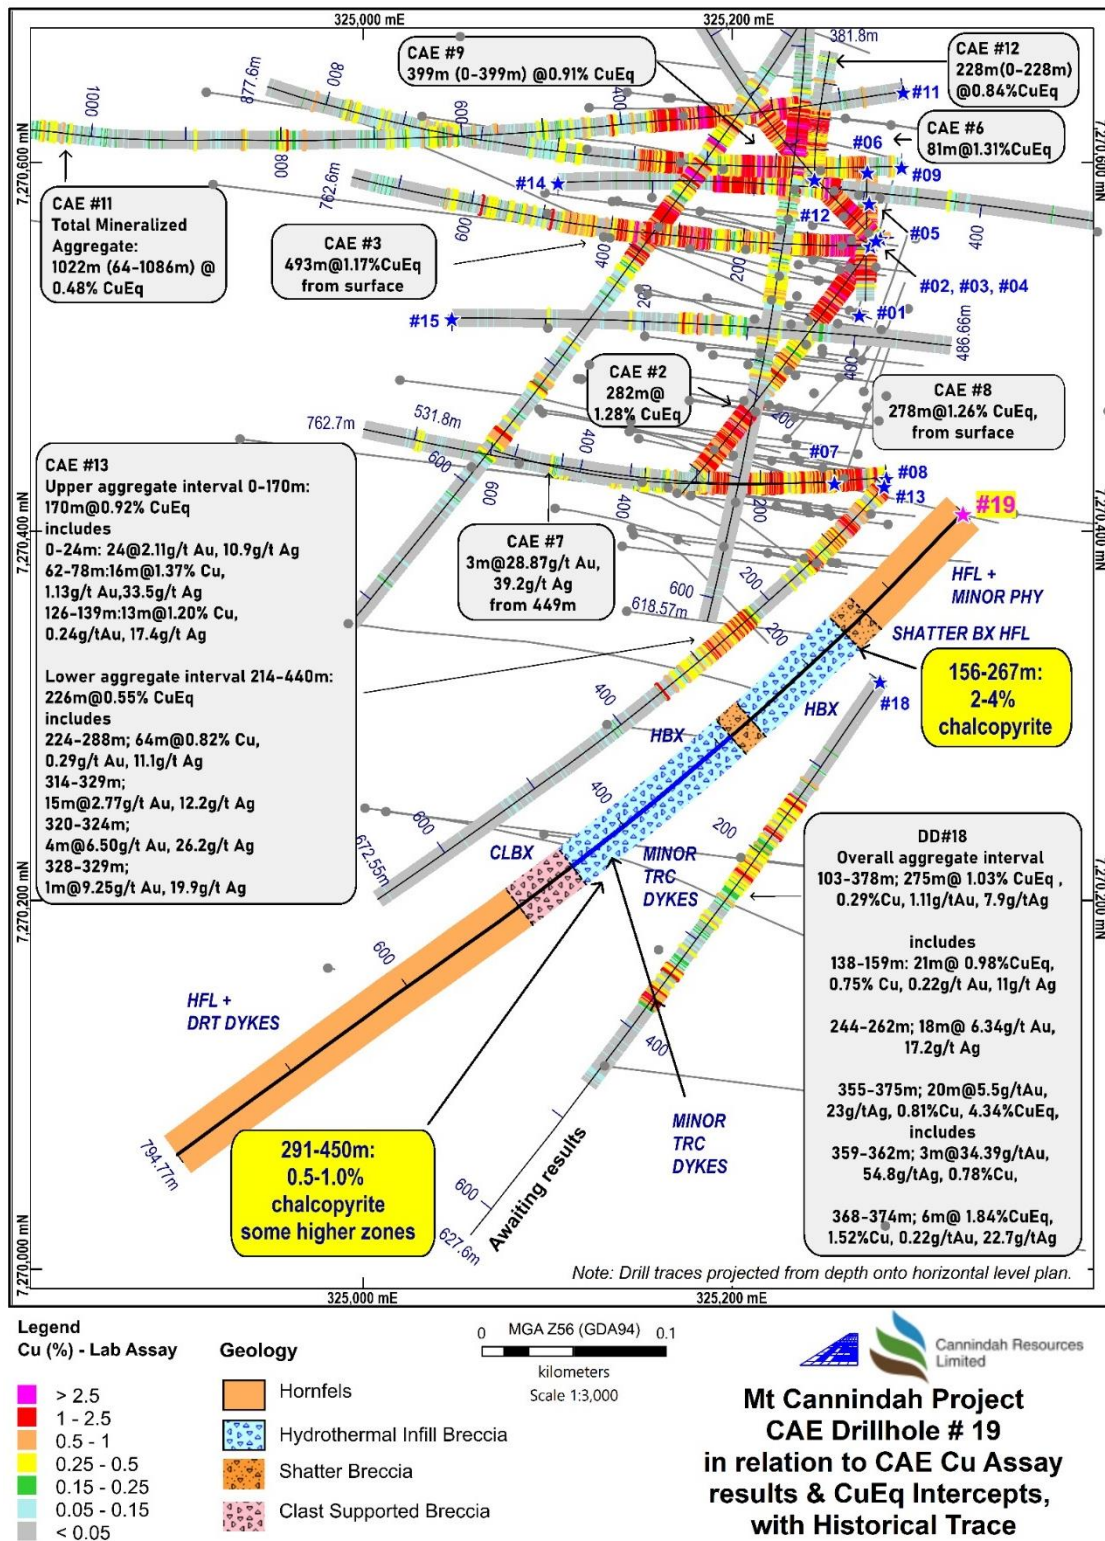 325,000 mE
325,200 mE
CAE #9
399m (0-399m) @0.91% CuEq
381.8m
CAE #12
228m(0-228m)
@0.84%CuEq
877.6m
800
1000
600
400
#11
CAE #6
81m@1.31%CuEq
#06
7,270,600 mN
7,270,600 mN
800
762.6m
#14
#09
#12
400
#05
CAE #11
Total Mineralized
Aggregate:
1022m (64-1086m) @
0.48% CuEq
600
400
200
CAE #3
493m@1.17%CuEq
from surface
#02, #03, #04
200
#01
#15
400
486.66m
CAE #2
282m@
1.28% CuEq
CAE #8
278m@1.26% CuEq,
from surface
200
762.7m
531.8m
600
600
400
400
200
#07
#08
#13
CAE #13
Upper aggregate interval 0-170m:
170m@0.92% CuEq
includes
0-24m: 24@2.11g/t Au, 10.9g/t Ag
62-78m:16m@1.37% Cu,
1.13g/t Au,33.5g/t Ag
126-139m:13m@1.20% Cu,
0.24g/tAu, 17.4g/t Ag
Lower aggregate interval 214-440m:
226m@0.55% CuEq
includes
224-288m; 64m@0.82% Cu,
0.29g/t Au, 11.1g/t Ag
314-329m;
15m@2.77g/t Au, 12.2g/t Ag
320-324m;
4m@6.50g/t Au, 26.2g/t Ag
328-329m;
1m@9.25g/t Au, 19.9g/t Ag
#19
7,270,400 mN
7,270,400 mN
CAE #7
3m@28.87g/t Au,
39.2g/t Ag
from 449m
600
618.57m
200
200
HFL +
MINOR PHY
SHATTER BX HFL
156-267m:
2-4%
chalcopyrite
#18
HBX
HBX
400
400
600
672.55m
CLBX
MINOR
TRC
DYKES
200
7,270,200 mN
7,270,200 mN
DD#18
Overall aggregate interval
103-378m; 275m@ 1.03% CuEq ,
0.29%Cu, 1.11g/tAu, 7.9g/tAg
includes
138-159m: 21m@ 0.98%CuEq,
0.75% Cu, 0.22g/t Au, 11g/t Ag
244-262m; 18m@ 6.34g/t Au,
17.2g/t Ag
355-375m; 20m@5.5g/tAu,
23g/tAg, 0.81%Cu, 4.34%CuEq,
includes
359-362m; 3m@34.39g/tAu,
54.8g/tAg, 0.78%Cu,
368-374m; 6m@ 1.84%CuEq,
1.52%Cu, 0.22g/tAu, 22.7g/tAg
600
HFL +
DRT DYKES
400
794.77m
291-450m:
0.5-1.0%
chalcopyrite
some higher zones
MINOR
TRC
DYKES
600
627.6m
Awaiting results
7,270,000 mN
7,270,000 mN
Note: Drill traces projected from depth onto horizontal level plan.
325,000 mE
325,200 mE
Legend
Cu (%) - Lab Assay
> 2.5
1 - 2.5
0.5 - 1
0.25 - 0.5
0.15 - 0.25
0.05 - 0.15
< 0.05
Geology
Hornfels
Hydrothermal Infill Breccia
Shatter Breccia
Clast Supported Breccia
0 MGA Z56 (GDA94) 0.1
kilometers
Scale 1:3,000
Cannindah Resources
Limited
Mt Cannindah Project
CAE Drillhole # 19
in relation to CAE Cu Assay
results & CuEq Intercepts,
with Historical Trace